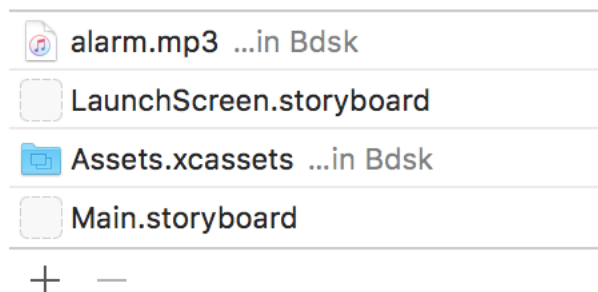 alarm.mp3 ...in Bdsk
LaunchScreen.storyboard
Assets.xcassets ...in Bdsk
Main.storyboard